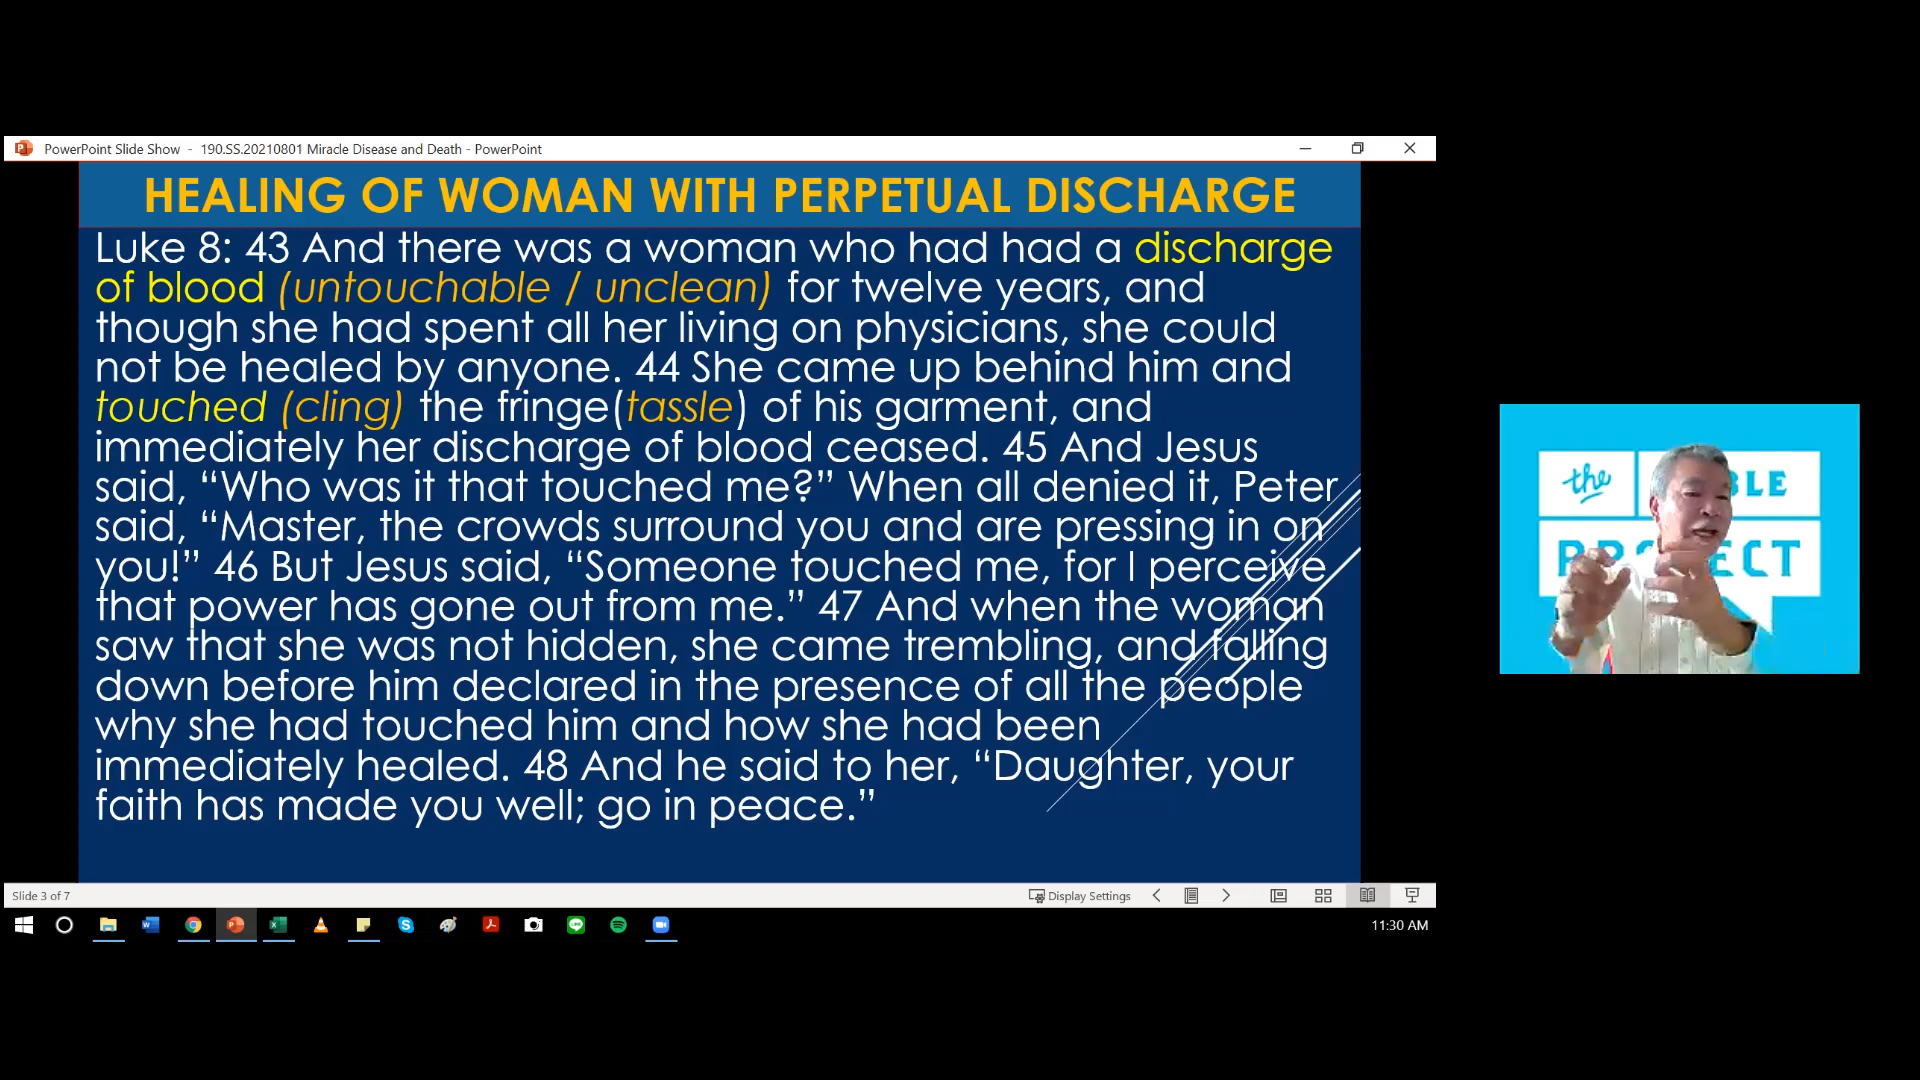 PowerPoint Slide Show - 190.SS.20210801 Miracle Disease and Death - PowerPoint
HEALING OF WOMAN WITH PERPETUAL DISCHARGE
Luke 8: 43 And there was a woman who had had a discharge
of blood (untouchable / unclean) for twelve years, and
though she had spent all her living on physicians, she could
not be healed by anyone. 44 She came up behind him and
touched (cling) the fringe(tassle) of his garment, and
immediately her discharge of blood ceased. 45 And Jesus
said, “Who was it that touched me?” When all denied it, Peter
said, “Master, the crowds surround you and are pressing in on
you!” 46 But Jesus said, “Someone touched me, for I perceive
that power has gone out from me.” 47 And when the woman
saw that she was not hidden, she came trembling, and falling
down before him declared in the presence of all the people
why she had touched him and how she had been
immediately healed. 48 And he said to her, “Daughter, your
faith has made you well; go in peace.”
the
Slide 3 of 7
Display Settings
11:30 AM